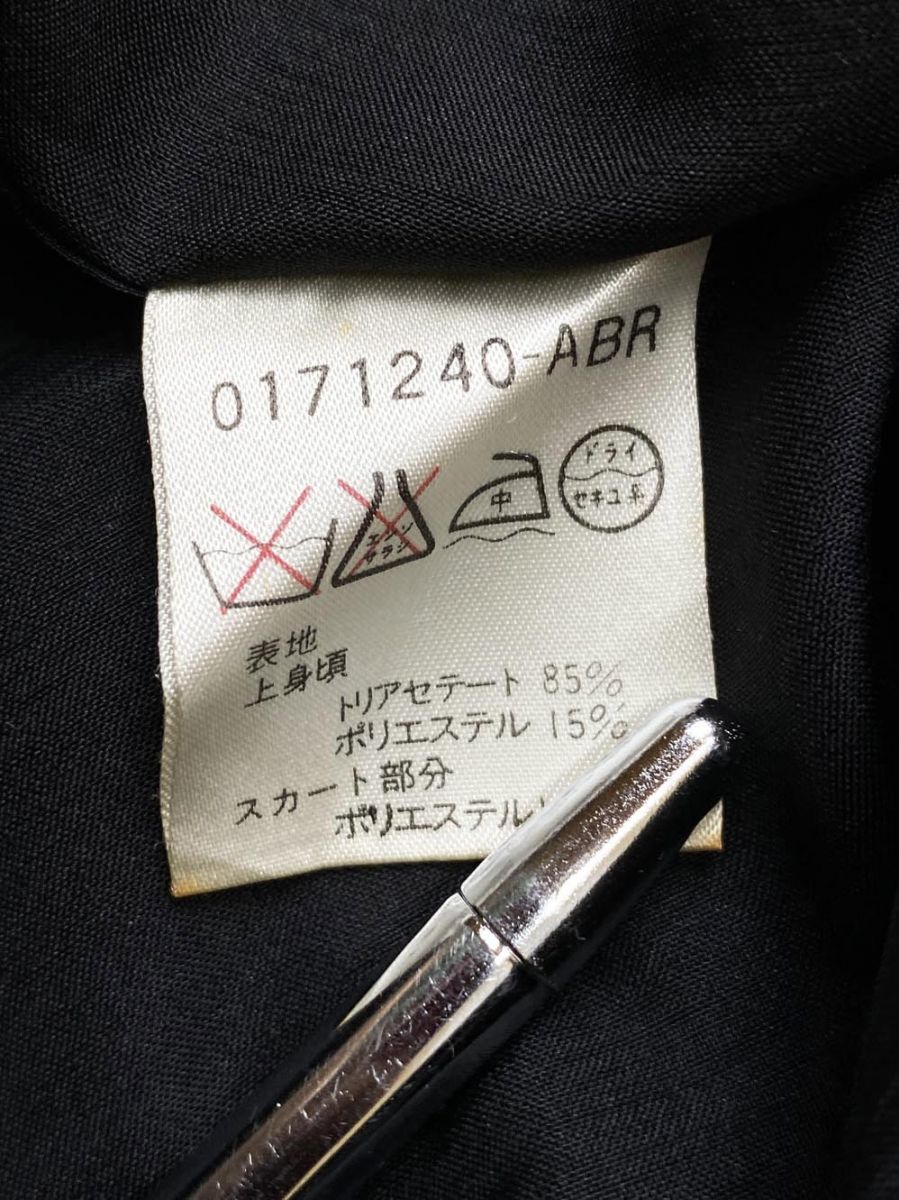 0171240-ABR
エンソ
サラシ
中
ドライ
セキユ系
表地
上身頃
トリアセテート 85%
ポリエステル 15%
スカート部分
ポリエステル